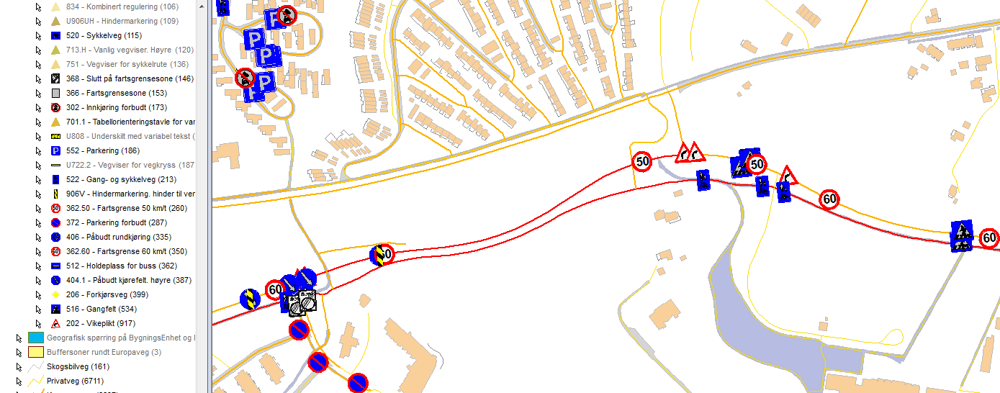 834 - Kombinert regulering (106)
U906UH - Hindermarkering (109)
520 - Sykkelveg (115)
713.H - Vanlig vegviser. Høyre (120)
751 - Vegviser for sykkelrute (136)
368 - Slutt på fartsgrensesone (146)
366 - Fartsgrensesone (153)
302 - Innkjøring forbudt (173)
701.1 - Tabellorienteringstavle for var
U808 - Underskilt med variabel tekst (
552 - Parkering (186)
U722.2 - Vegviser for vegkryss (187
522 - Gang- og sykkelveg (213)
906V - Hindermarkering. hinder til ver
362.50 - Fartsgrense 50 km/t (260)
372 - Parkering forbudt (287)
406 - Påbudt rundkjøring (335)
362.60 - Fartsgrense 60 km/t (350)
512 - Holdeplass for buss (362)
404.1 - Påbudt kjørefelt. høyre (387)
206 - Forkjørsveg (399)
516 - Gangfelt (534)
202 - Vikeplikt (917)
Geografisk spørring på BygningsEnhet og
Buffersoner rundt Europaveg (3)
Skogsbilveg (161)
Privatveg (6711)
P
P
P
P
P
50
50
60
60
60
60